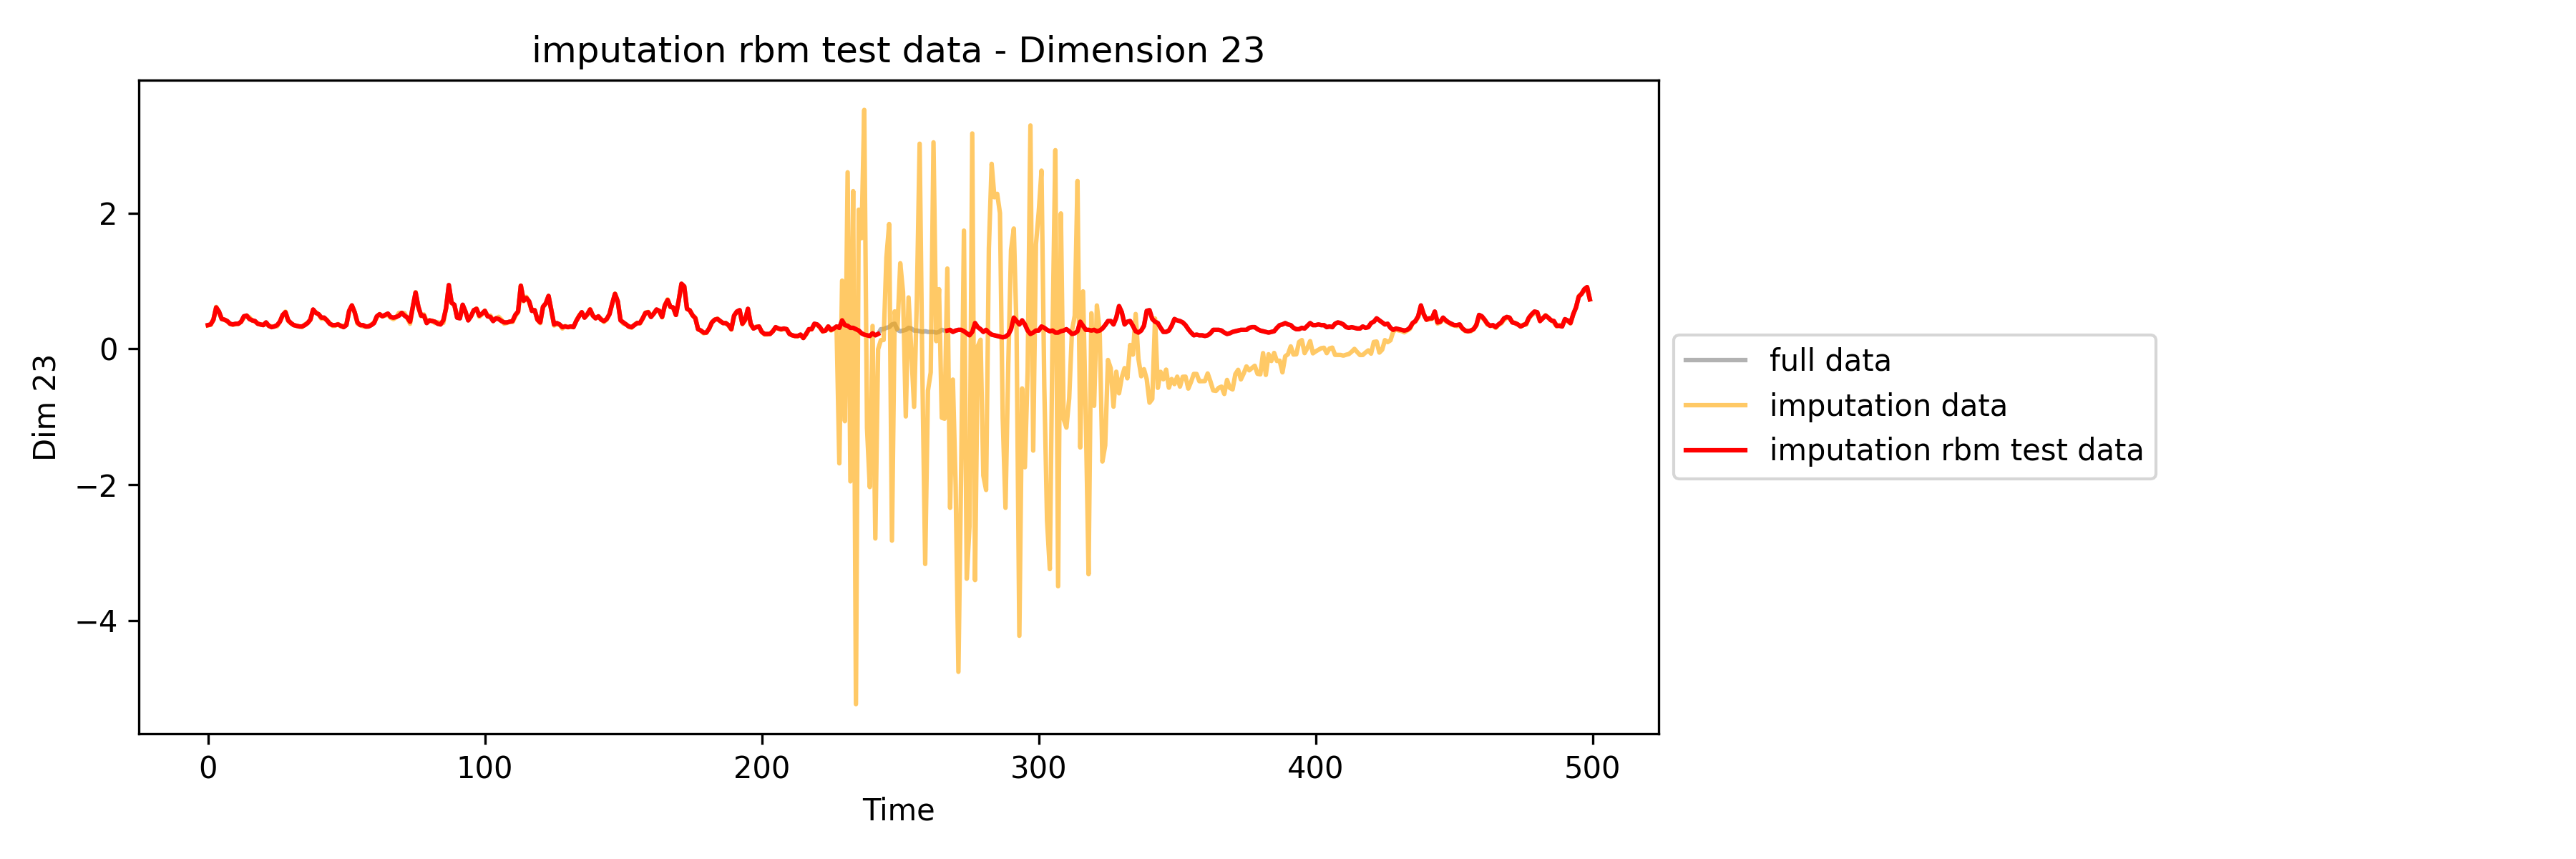 imputation rbm test data - Dimension 23
2
0
−2
−4
Dim 23
0 100 200 300 400 500
Time
full data
imputation data
imputation rbm test data